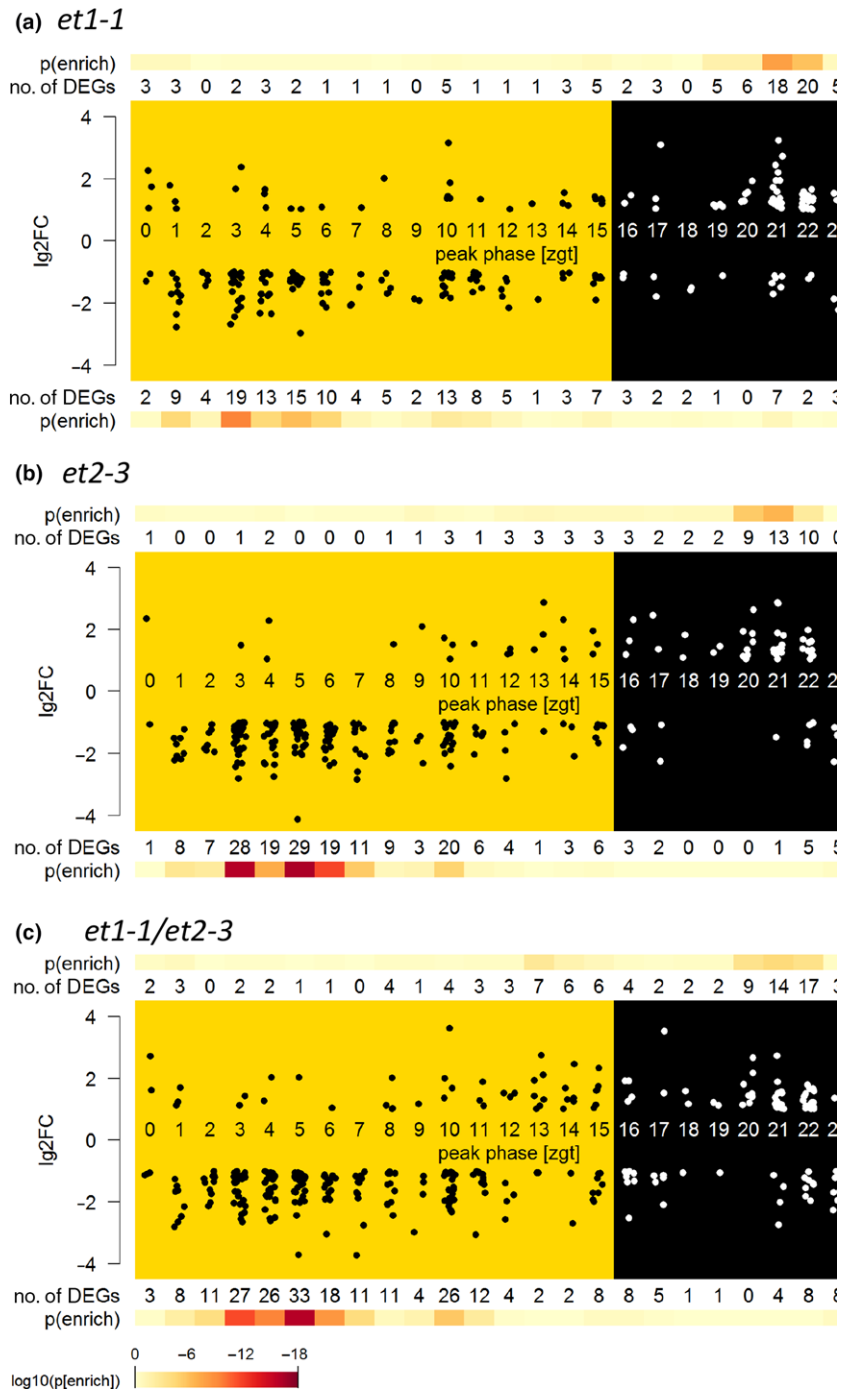 (a) et1-1
p(enrich)
no. of DEGs 3 3 0 2 3 2 1 1 1 0 5 1 1 1 3 5 2 3 0 5 6 18 20 5
4
2
0 1 2 3 4 5 6 7 8 9 10 11 12 13 14 15 16 17 18 19 20 21 22 2
lg2FC
0
peak phase [zgt]
−2
−4
no. of DEGs 2 9 4 19 13 15 10 4 5 2 13 8 5 1 3 7 3 2 2 1 0 7 2 3
p(enrich)
(b) et2-3
p(enrich)
no. of DEGs 1 0 0 1 2 0 0 0 1 1 3 1 3 3 3 3 3 2 2 2 9 13 10 0
4
2
0 1 2 3 4 5 6 7 8 9 10 11 12 13 14 15 16 17 18 19 20 21 22 2
lg2FC
0
peak phase [zgt]
−2
−4
no. of DEGs 1 8 7 28 19 29 19 11 9 3 20 6 4 1 3 6 3 2 0 0 0 1 5 5
p(enrich)
(c) et1-1/et2-3
p(enrich)
no. of DEGs 2 3 0 2 2 1 1 0 4 1 4 3 3 7 6 6 4 2 2 2 9 14 17 3
4
2
0 1 2 3 4 5 6 7 8 9 10 11 12 13 14 15 16 17 18 19 20 21 22 2
lg2FC
0
peak phase [zgt]
−2
−4
no. of DEGs 3 8 11 27 26 33 18 11 11 4 26 12 4 2 2 8 8 5 1 1 0 4 8 8
p(enrich)
0 −6 −12 −18
log10(p[enrich])